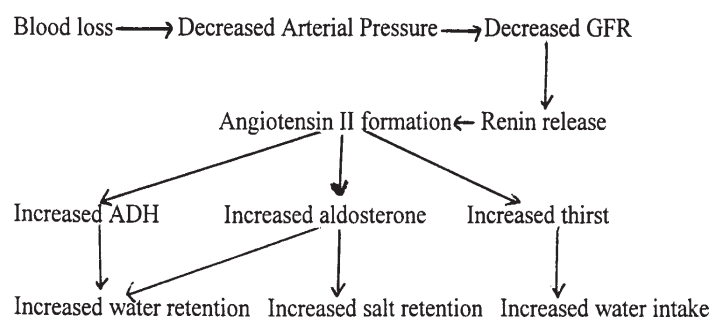 Blood loss Decreased Arterial Pressure Decreased GFR
Angiotensin II formation Renin release
Increased ADH Increased aldosterone Increased thirst
Increased water retention Increased salt retention Increased water intake